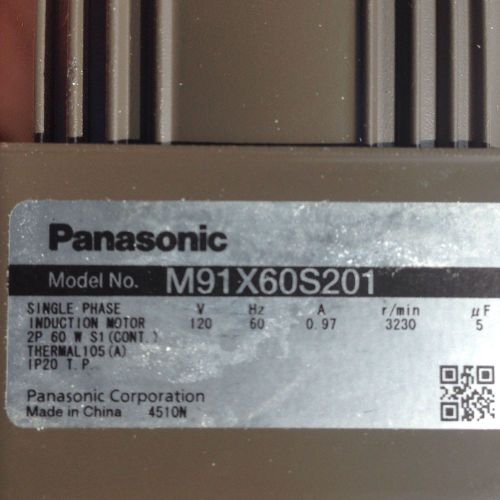 Panasonic
Model No. M91X60S201
SINGLE PHASE V Hz A r/min μF
INDUCTION MOTOR 120 60 0.97 3230 5
2P 60 W S1(CONT.)
THERMAL105(A)
IP20 T.P
Panasonic Corporation
Made in China 4510N